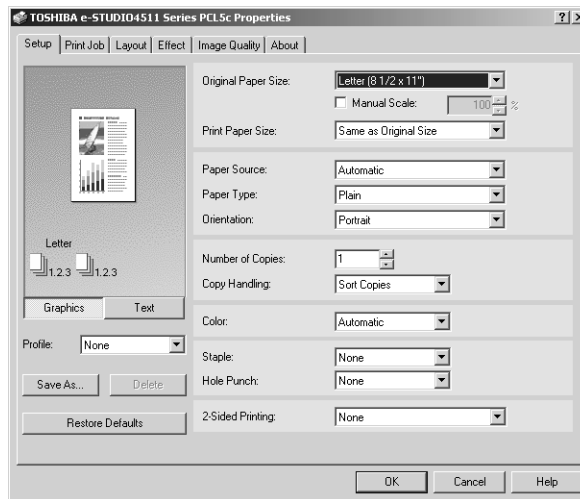 TOSHIBA e-STUDIO4511 Series PCL5c Properties
Setup Print Job Layout Effect Image Quality About
Original Paper Size: Letter (8 1/2 x 11")
Manual Scale: 100 %
Print Paper Size: Same as Original Size
Paper Source: Automatic
Paper Type: Plain
Orientation: Portrait
Letter
1.2.3 1.2.3
Number of Copies: 1
Copy Handling: Sort Copies
Graphics Text
Color: Automatic
Profile: None
Staple: None
Hole Punch: None
Save As... Delete
Restore Defaults
2-Sided Printing: None
OK Cancel Help